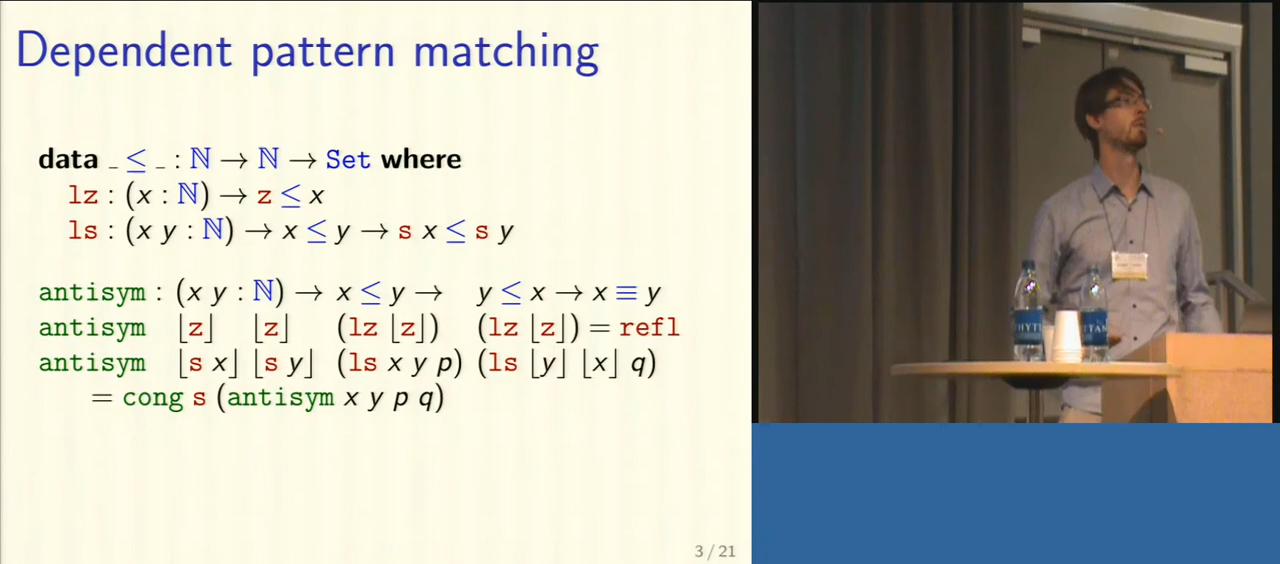 Dependent pattern matching
data _ ≤ _ : ℕ → ℕ → Set where
lz : (x : ℕ) → z ≤ x
ls : (x y : ℕ) → x ≤ y → s x ≤ s y
antisym : (x y : ℕ) → x ≤ y → y ≤ x → x ≡ y
antisym ⌊z⌋ ⌊z⌋ (lz ⌊z⌋) (lz ⌊z⌋) = refl
antisym ⌊s x⌋ ⌊s y⌋ (ls x y p) (ls ⌊y⌋ ⌊x⌋ q)
= cong s (antisym x y p q)
3 / 21